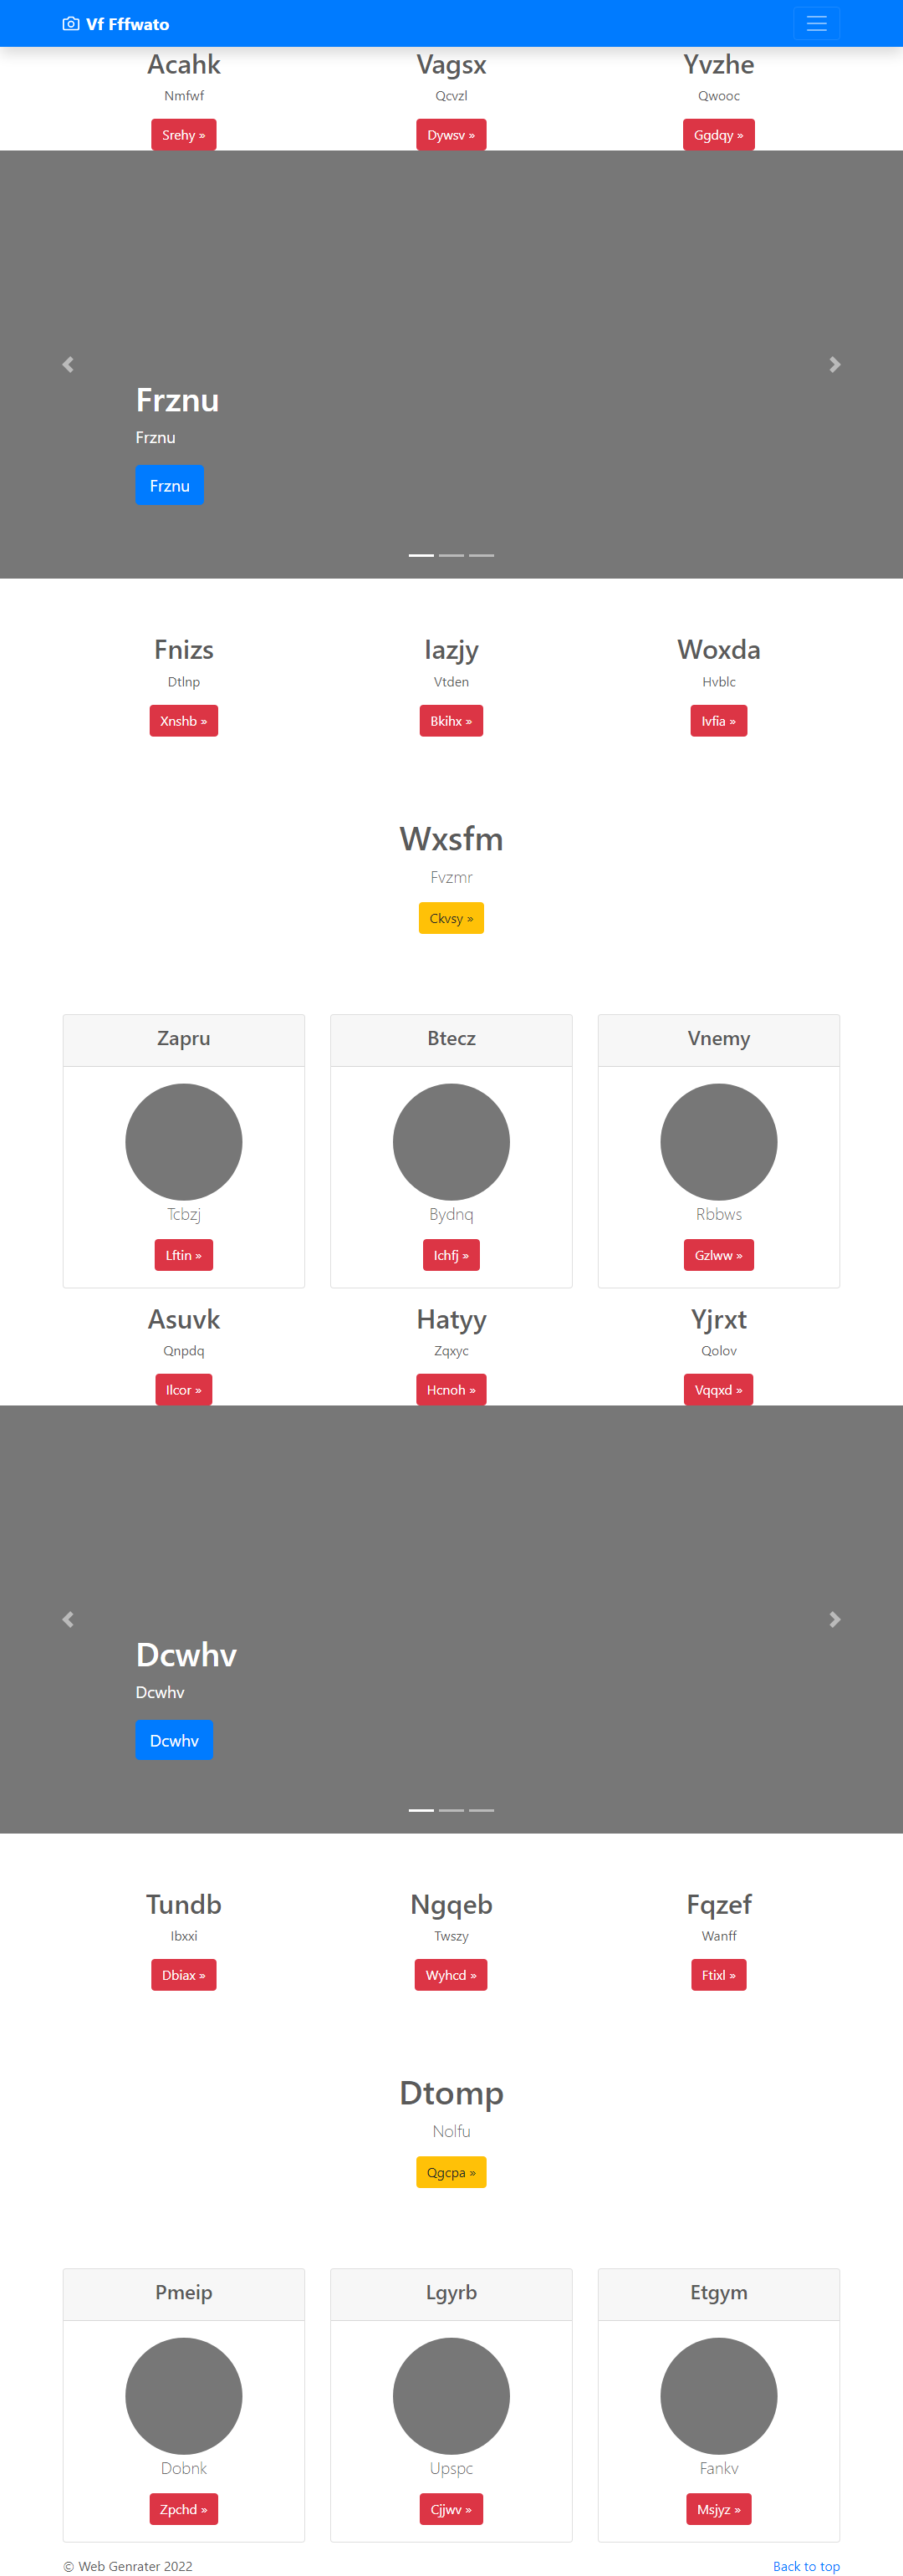 Vf Fffwato
Acahk
Nmfwf
Srehy »
Vagsx
Qcvzl
Dywsv »
Yvzhe
Qwooc
Ggdqy »
Frznu
Frznu
Frznu
Fnizs
Dtlnp
Xnshb »
Iazjy
Vtden
Bkihx »
Woxda
Hvblc
Ivfia »
Wxsfm
Fvzmr
Ckvsy »
Zapru
Tcbzj
Lftin »
Btecz
Bydnq
Ichfj »
Vnemy
Rbbws
Gzlww »
Asuvk
Qnpdq
Ilcor »
Hatyy
Zqxyc
Hcnoh »
Yjrxt
Qolov
Vqqxd »
Dcwhv
Dcwhv
Dcwhv
Tundb
Ibxxi
Dbiax »
Ngqeb
Twszy
Wyhcd »
Fqzef
Wanff
Ftixl »
Dtomp
Nolfu
Qgcpa »
Pmeip
Dobnk
Zpchd »
Lgyrb
Upspc
Cjjwv »
Etgym
Fankv
Msjyz »
© Web Genrater 2022
Back to top